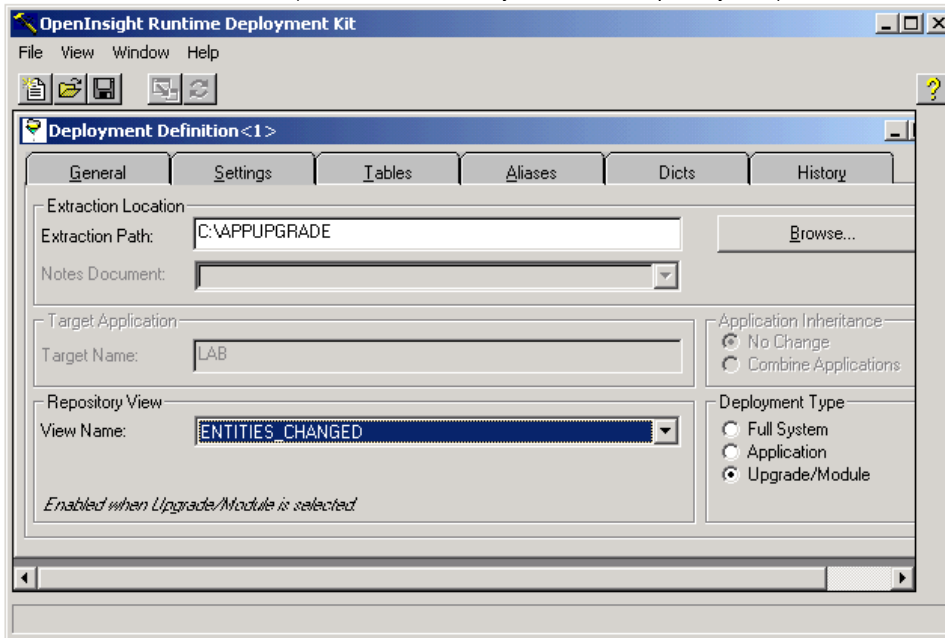 OpenInsight Runtime Deployment Kit
File View Window Help
Deployment Definition<1>
General Settings Tables Aliases Dicts History
Extraction Location
Extraction Path: C:\APPUPGRADE Browse...
Notes Document:
Target Application Application Inheritance
Target Name: LAB No Change
Combine Applications
Repository View Deployment Type
View Name: ENTITIES_CHANGED Full System
Application
Upgrade/Module
Enabled when Upgrade/Module is selected